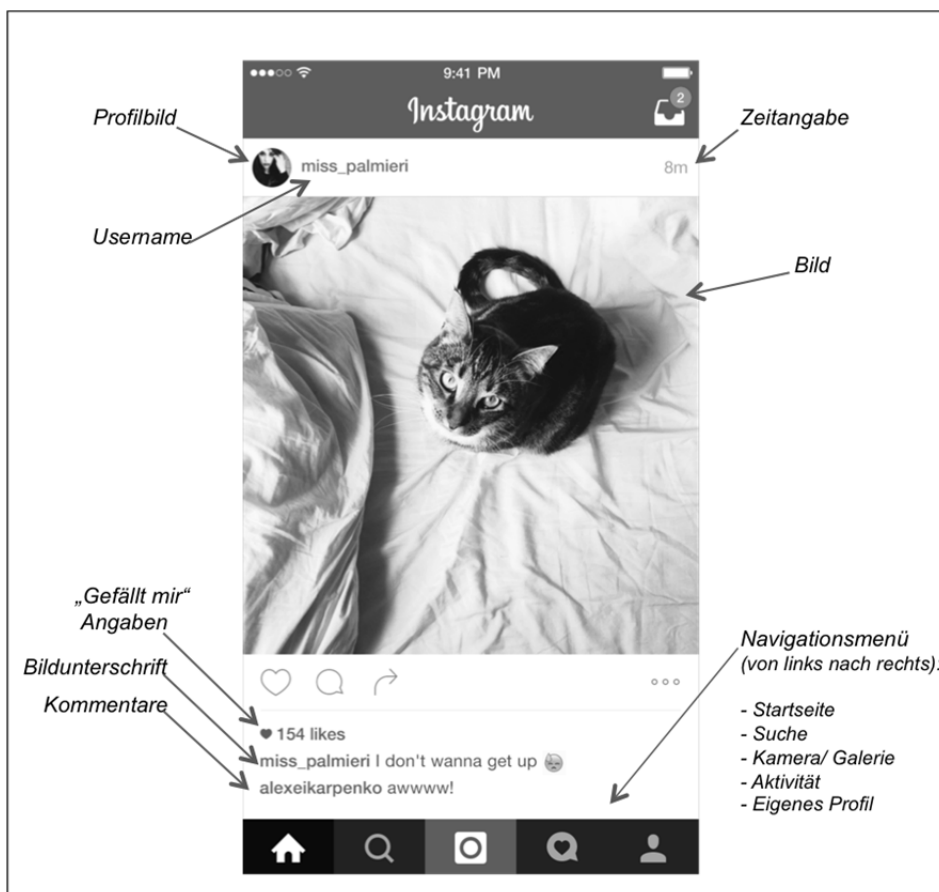 9:41 PM
Instagram
2
Profilbild
Zeitangabe
miss_palmieri
8m
Username
Bild
„Gefällt mir“
Angaben
Bildunterschrift
Kommentare
Navigationsmenü
(von links nach rechts):
- Startseite
- Suche
- Kamera/ Galerie
- Aktivität
- Eigenes Profil
154 likes
miss_palmieri I don't wanna get up
alexeikarpenko awwww!